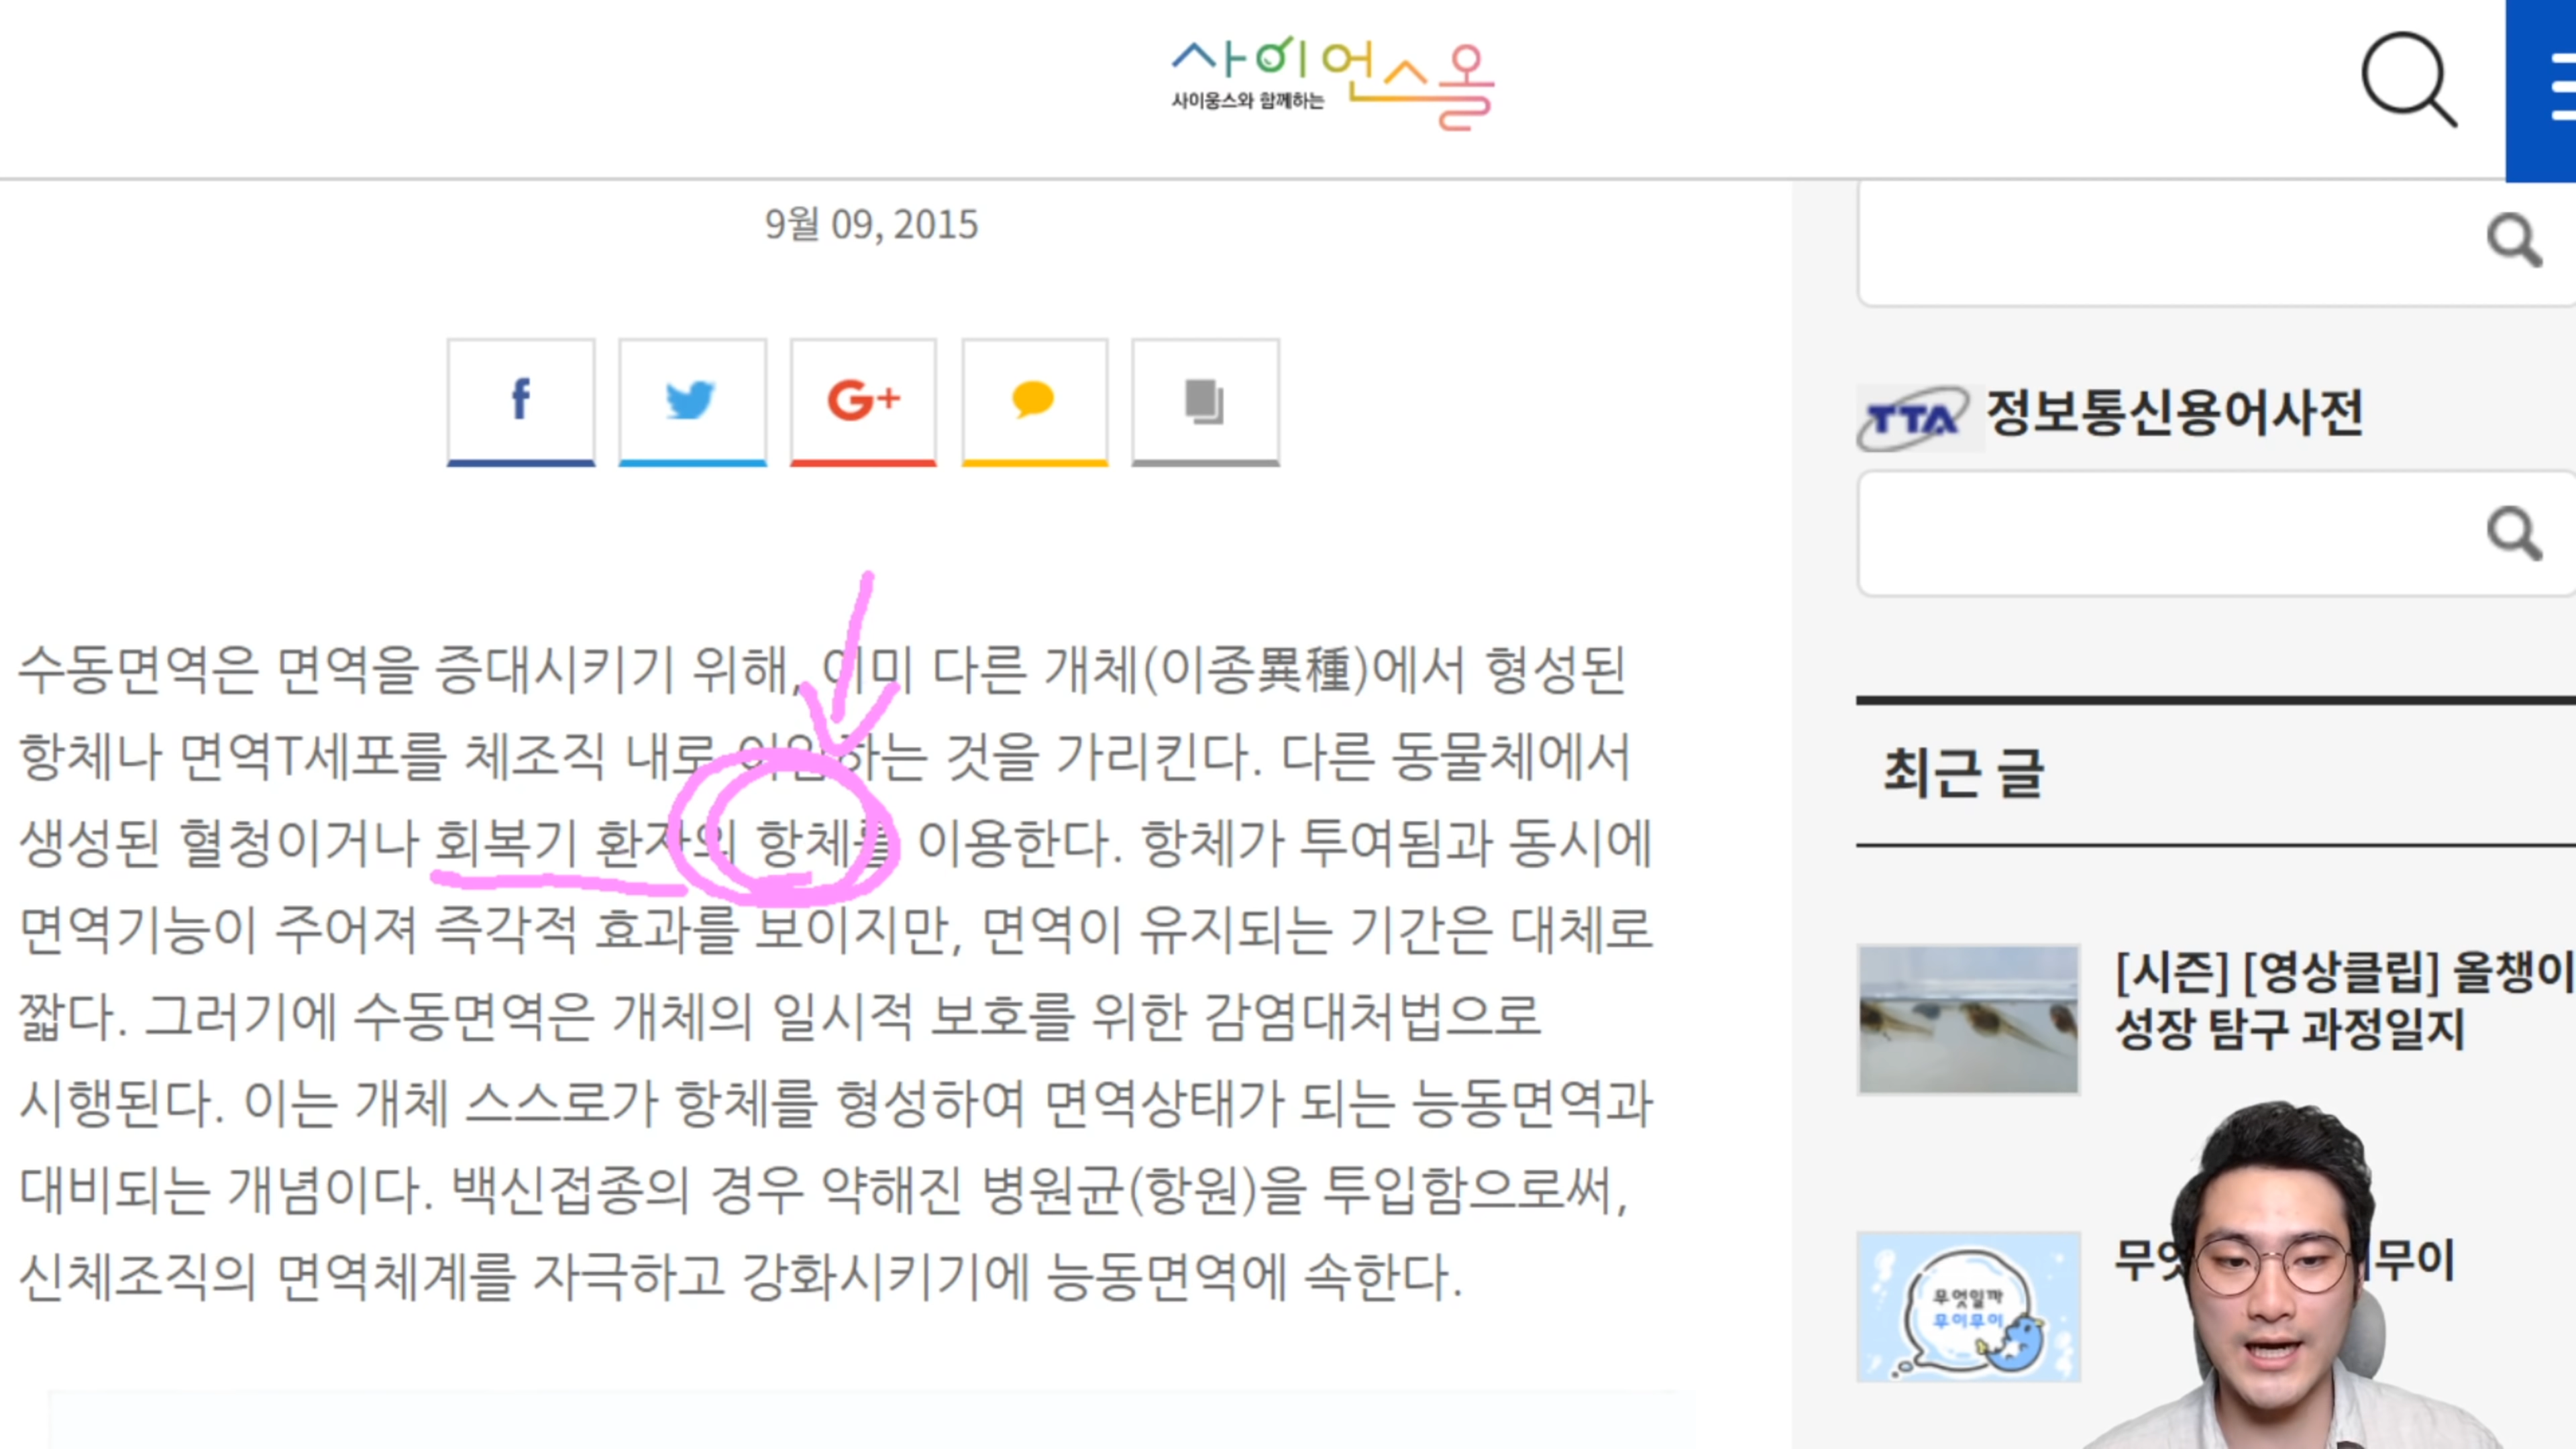 사이언스올
사이웅스와 함께하는
9월 09, 2015
f
G+
TTA 정보통신용어사전
수동면역은 면역을 증대시키기 위해, 이미 다른 개체(이종異種)에서 형성된
항체나 면역T세포를 체조직 내로 이입하는 것을 가리킨다. 다른 동물체에서
생성된 혈청이거나 회복기 환자의 항체를 이용한다. 항체가 투여됨과 동시에
면역기능이 주어져 즉각적 효과를 보이지만, 면역이 유지되는 기간은 대체로
짧다. 그러기에 수동면역은 개체의 일시적 보호를 위한 감염대처법으로
시행된다. 이는 개체 스스로가 항체를 형성하여 면역상태가 되는 능동면역과
대비되는 개념이다. 백신접종의 경우 약해진 병원균(항원)을 투입함으로써,
신체조직의 면역체계를 자극하고 강화시키기에 능동면역에 속한다.
최근 글
[시즌] [영상클립] 올챙이
성장 탐구 과정일지
무엇일까
무이무이
무이